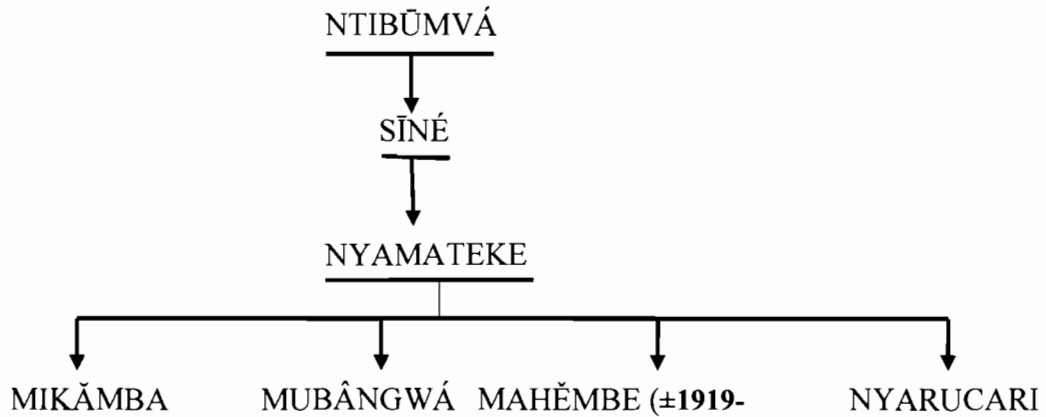 NTIBŪMVÁ
SĪNÉ
NYAMATEKE
MIKĂMBA MUBÂNGWÁ MAHĚMBE (±1919- NYARUCARI